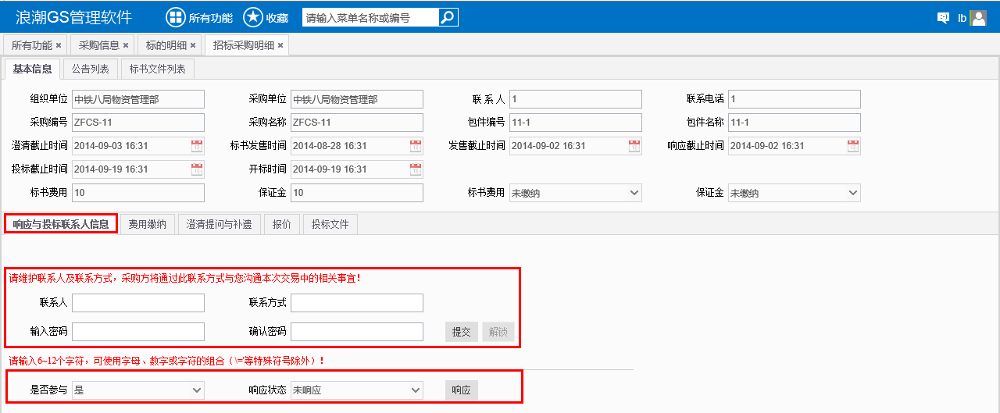 浪潮GS管理软件 所有功能 收藏 请输入菜单名称或编号 lb
所有功能 × 采购信息 × 标的明细 × 招标采购明细 ×
基本信息 公告列表 标书文件列表
组织单位 中铁八局物资管理部 采购单位 中铁八局物资管理部 联 系 人 1 联系电话 1
采购编号 ZFCS-11 采购名称 ZFCS-11 包件编号 11-1 包件名称 11-1
澄清截止时间 2014-09-03 16:31 标书发售时间 2014-08-28 16:31 发售截止时间 2014-09-02 16:31 响应截止时间 2014-09-02 16:31
投标截止时间 2014-09-19 16:31 开标时间 2014-09-19 16:31
标书费用 10 保证金 10 标书费用 未缴纳 保证金 未缴纳
响应与投标联系人信息 费用缴纳 澄清提问与补遗 报价 投标文件
请维护联系人及联系方式，采购方将通过此联系方式与您沟通本次交易中的相关事宜！
联系人 联系方式
输入密码 确认密码 提交 解锁
请输入6~12个字符，可使用字母、数字或字符的组合（\='等特殊符号除外）！
是否参与 是 响应状态 未响应 响应